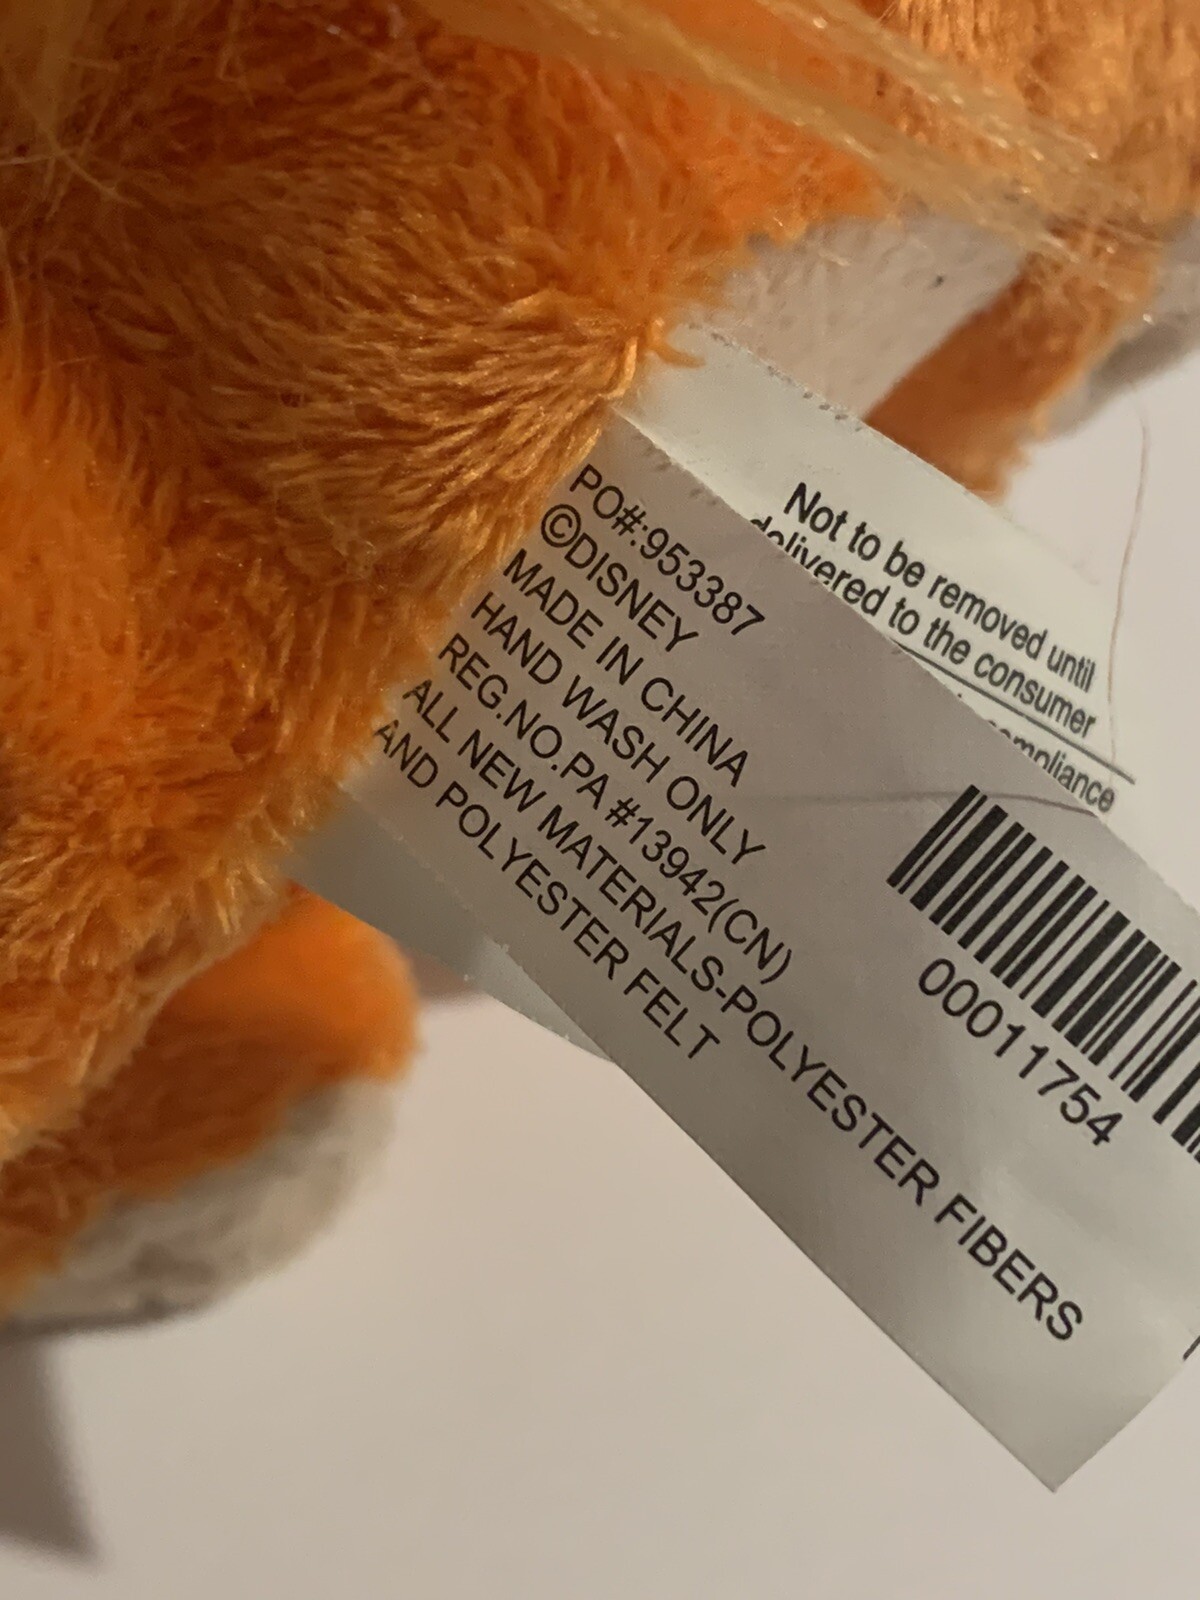 PO#:953387
©DISNEY
MADE IN CHINA
HAND WASH ONLY
REG.NO.PA #13942(CN)
ALL NEW MATERIALS-POLYESTER FIBERS
AND POLYESTER FELT
00011754
Not to be removed until
delivered to the consumer